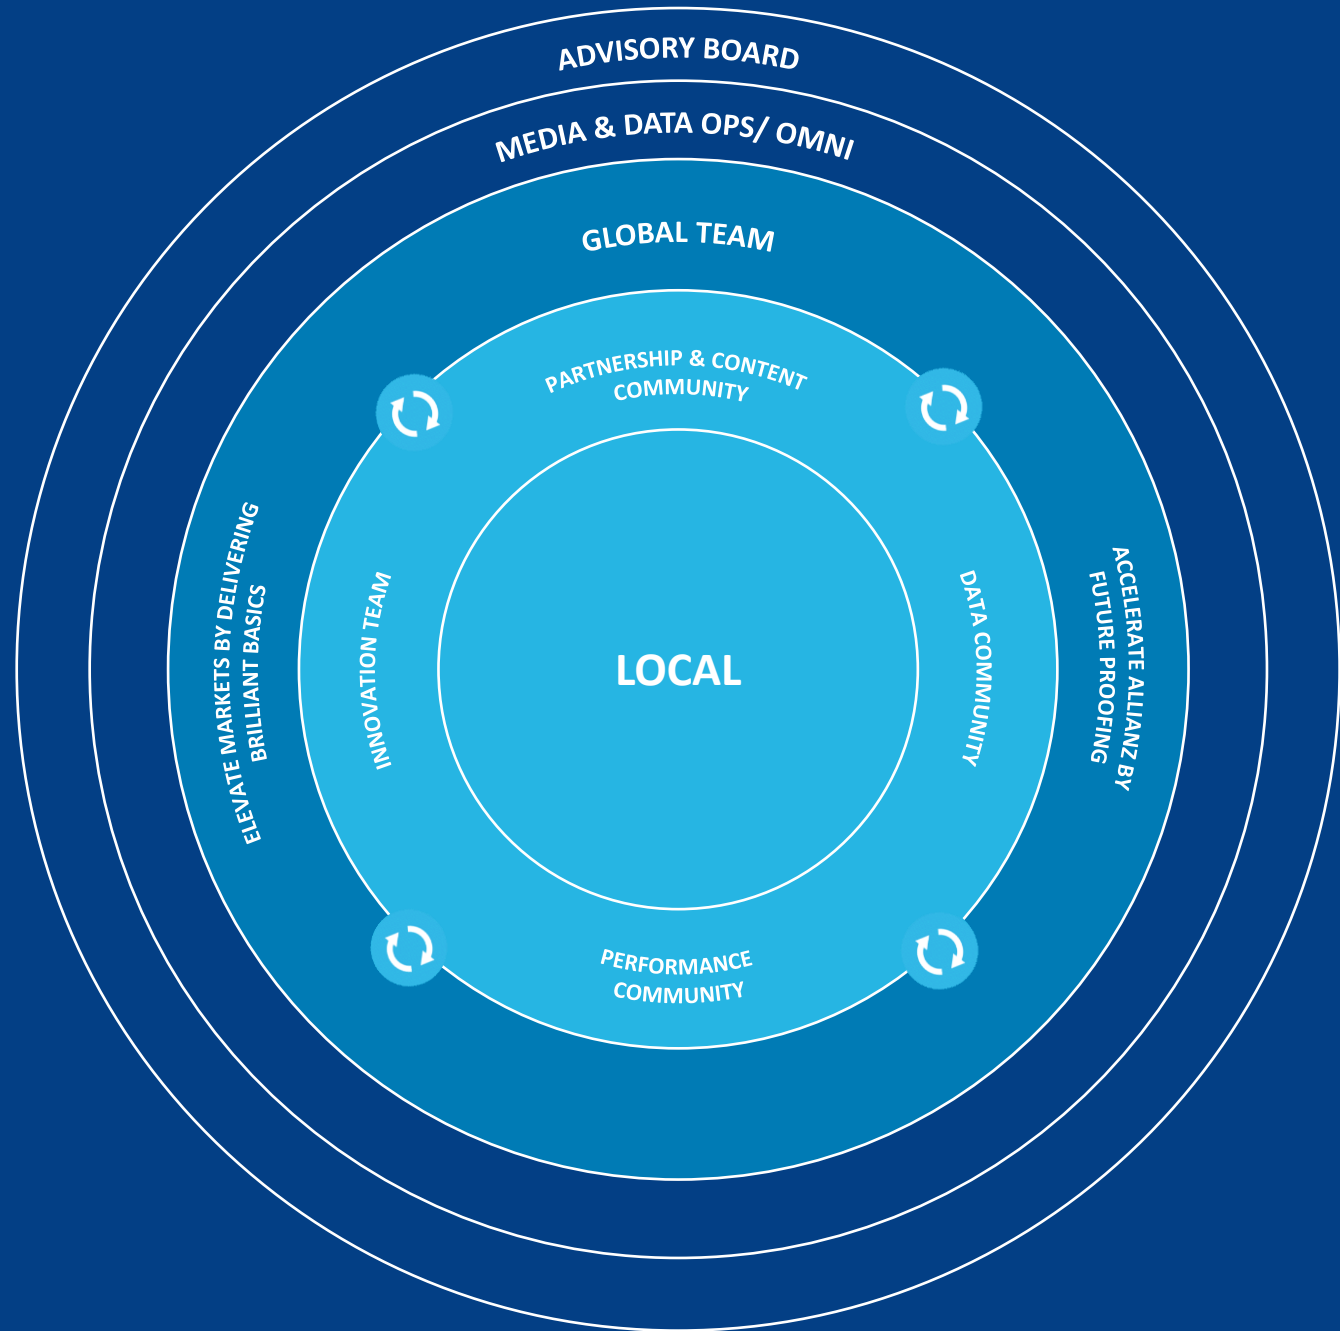 ADVISORY BOARD
MEDIA & DATA OPS/ OMNI
GLOBAL TEAM
PARTNERSHIP & CONTENT
COMMUNITY
ELEVATE MARKETS BY DELIVERING
BRILLIANT BASICS
INNOVATION TEAM
LOCAL
DATA COMMUNITY
ACCELERATE ALLIANZ BY
FUTURE PROOFING
PERFORMANCE
COMMUNITY